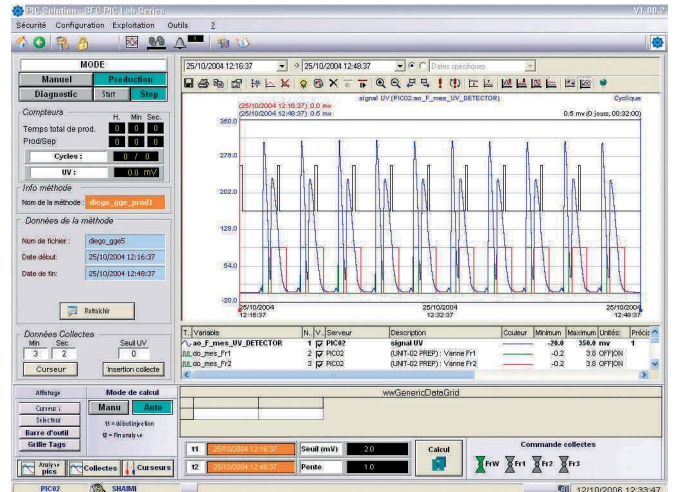 PIC Solution - SFC-PIC Lab Series V1.00.2
Sécurité Configuration Exploitation Outils ?
MODE
Manuel Production
Diagnostic Start Stop
Compteurs H. Min Sec.
Temps total de prod. 0 0 0
Prod/Sep 0 0 0
Cycles : 0 / 0
UV : 0.0 mV
Info méthode
Nom de la méthode : diego_gge_prod1
Données de la méthode
Nom de fichier : diego_gge5
Date début: 25/10/2004 12:16:37
Date de fin: 25/10/2004 12:48:37
Rafraîchir
Données Collectes
Min Sec Seuil UV
3 2 0
Curseur Insertion collecte
25/10/2004 12:16:37 -> 25/10/2004 12:48:37 Dates spécifiques
signal UV (PIC02:ao_F_mes_UV_DETECTOR) Cyclique
(25/10/2004 12:16:37) 0.0 mv
(25/10/2004 12:48:37) 0.5 mv 0.5 mv (0 jours, 00:32:00)
350.0
276.0
202.0
128.0
54.0
-20.0
25/10/2004 25/10/2004 25/10/2004
12:16:37 12:32:37 12:48:37
T.. Variable N.. V.. Serveur Description Couleur Minimum Maximum Unités: Précis
ao_F_mes_UV_DETECTOR 1 PIC02 signal UV -20.0 350.0 mv 1
do_mes_Fr1 2 PIC02 (UNIT-02 PREP) : Vanne Fr1 -0.2 3.8 OFF|ON
do_mes_Fr2 3 PIC02 (UNIT-02 PREP) : Vanne Fr2 -0.2 3.8 OFF|ON
Affichage Mode de calcul
Curseur Y Manu Auto
Selecteur t1 = début injection
Barre d'outil t2 = Fin analyse
Grille Tags
Analyse pics Collectes Curseurs
wwGenericDataGrid
t1 25/10/2004 12:16:37 Seuil (mV) 2.0 Calcul Commande collectes
t2 25/10/2004 12:48:37 Pente 1.0 FrW Fr1 Fr2 Fr3
PIC02 SHAIMI 12/10/2006 12:33:47